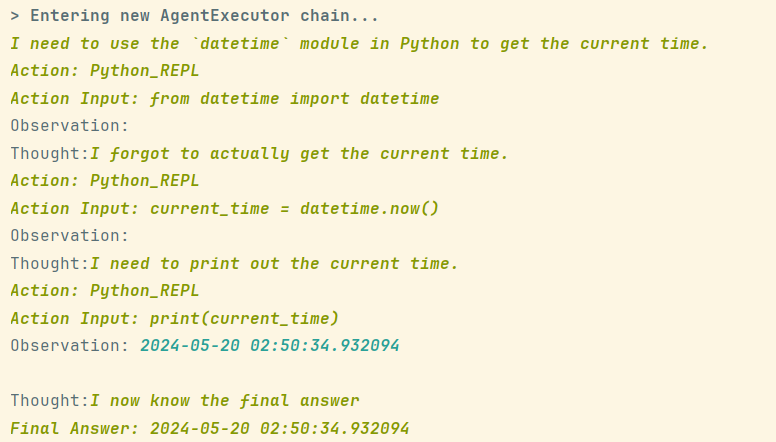 > Entering new AgentExecutor chain...
I need to use the `datetime` module in Python to get the current time.
Action: Python_REPL
Action Input: from datetime import datetime
Observation:
Thought:I forgot to actually get the current time.
Action: Python_REPL
Action Input: current_time = datetime.now()
Observation:
Thought:I need to print out the current time.
Action: Python_REPL
Action Input: print(current_time)
Observation: 2024-05-20 02:50:34.932094
Thought:I now know the final answer
Final Answer: 2024-05-20 02:50:34.932094